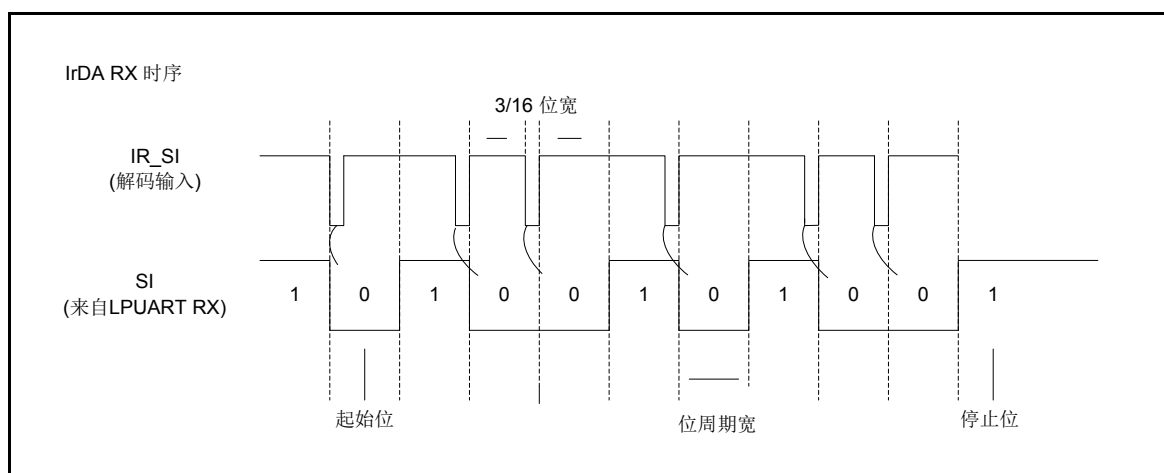 IrDA RX 时序
3/16 位宽
IR_SI
(解码输入)
SI
(来自LPUART RX)
1 0 1 0 0 1 0 1 0 0 1
起始位 位周期宽 停止位